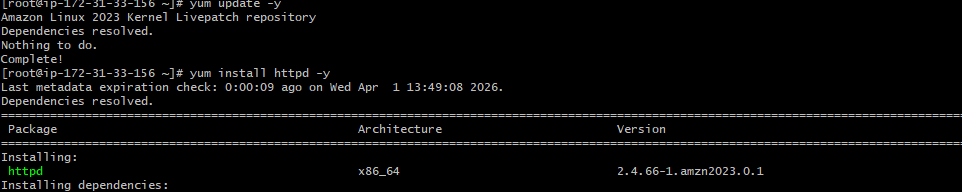 [root@ip-172-31-33-156 ~]# yum update -y
Amazon Linux 2023 Kernel Livepatch repository
Dependencies resolved.
Nothing to do.
Complete!
[root@ip-172-31-33-156 ~]# yum install httpd -y
Last metadata expiration check: 0:00:09 ago on Wed Apr  1 13:49:08 2026.
Dependencies resolved.
================================================================================
Package Architecture Version
================================================================================
Installing:
httpd x86_64 2.4.66-1.amzn2023.0.1
Installing dependencies: